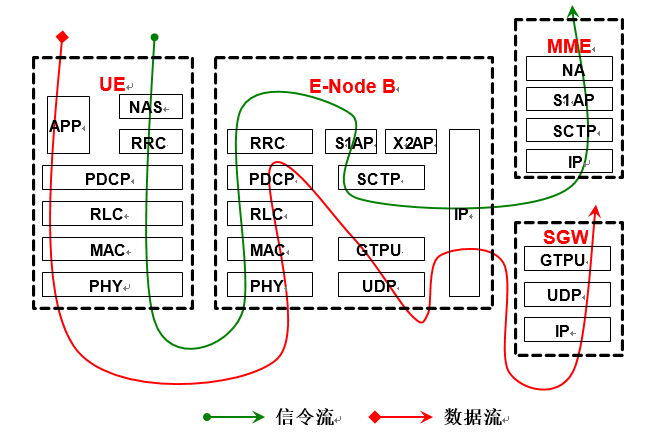 UE
APP
NAS
RRC
PDCP
RLC
MAC
PHY
E-Node B
RRC
S1AP
X2AP
PDCP
SCTP
RLC
IP
MAC
GTPU
PHY
UDP
MME
NA
S1AP
SCTP
IP
SGW
GTPU
UDP
IP
信令流
数据流